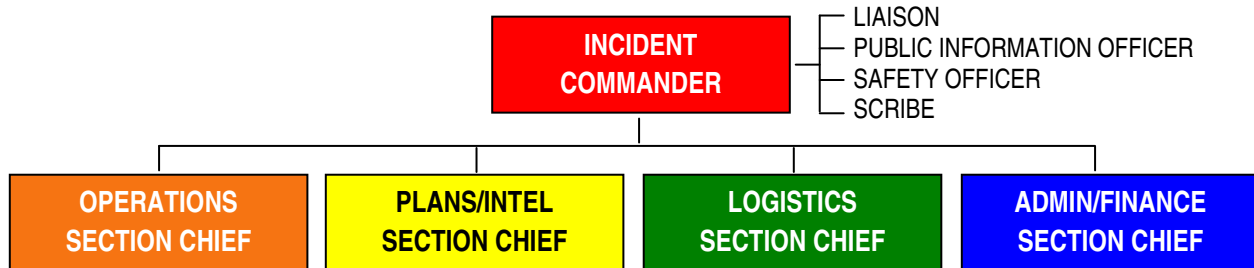 INCIDENT
COMMANDER
LIAISON
PUBLIC INFORMATION OFFICER
SAFETY OFFICER
SCRIBE
OPERATIONS
SECTION CHIEF
PLANS/INTEL
SECTION CHIEF
LOGISTICS
SECTION CHIEF
ADMIN/FINANCE
SECTION CHIEF